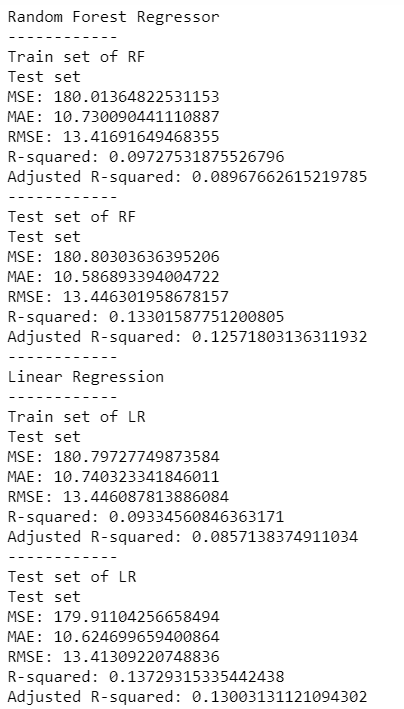 Random Forest Regressor
------------
Train set of RF
Test set
MSE: 180.01364822531153
MAE: 10.730090441110887
RMSE: 13.41691649468355
R-squared: 0.09727531875526796
Adjusted R-squared: 0.08967662615219785
------------
Test set of RF
Test set
MSE: 180.80303636395206
MAE: 10.586893394004722
RMSE: 13.446301958678157
R-squared: 0.13301587751200805
Adjusted R-squared: 0.12571803136311932
------------
Linear Regression
------------
Train set of LR
Test set
MSE: 180.79727749873584
MAE: 10.740323341846011
RMSE: 13.446087813886084
R-squared: 0.09334560846363171
Adjusted R-squared: 0.0857138374911034
------------
Test set of LR
Test set
MSE: 179.91104256658494
MAE: 10.624699659400864
RMSE: 13.41309220748836
R-squared: 0.13729315335442438
Adjusted R-squared: 0.13003131121094302